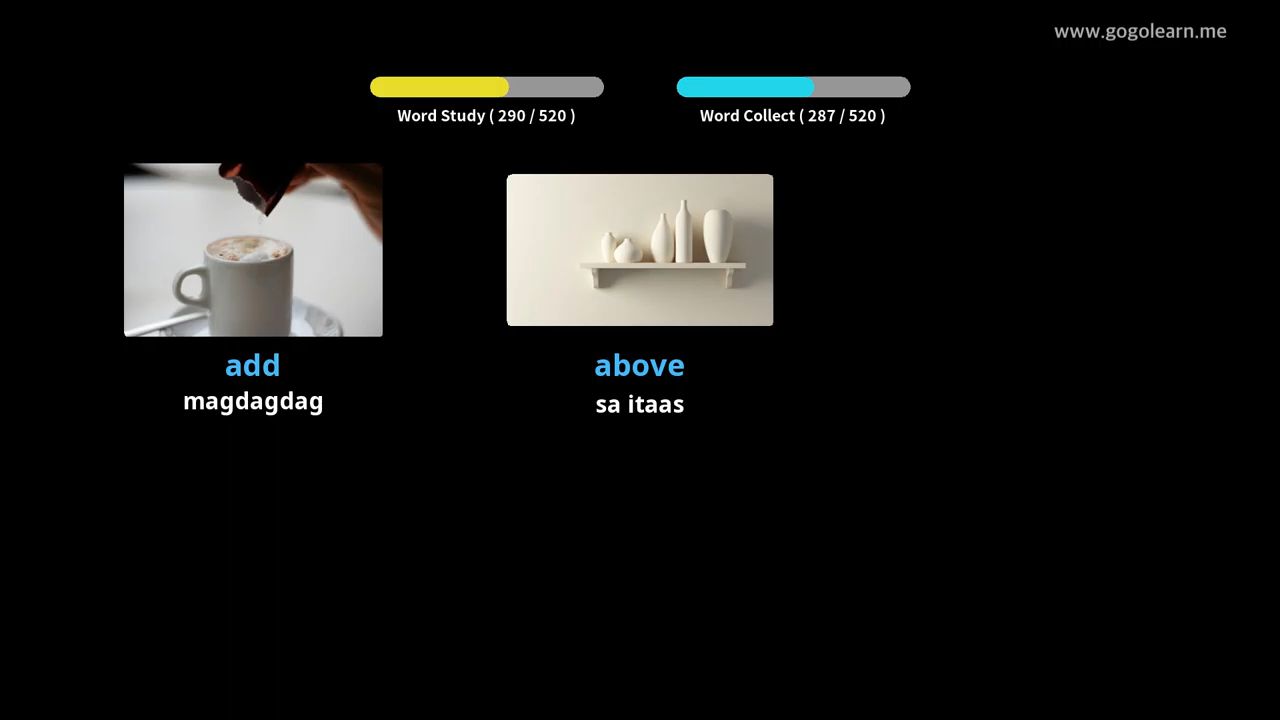 www.gogolearn.me
Word Study ( 290 / 520 )
Word Collect ( 287 / 520 )
add
magdagdag
above
sa itaas